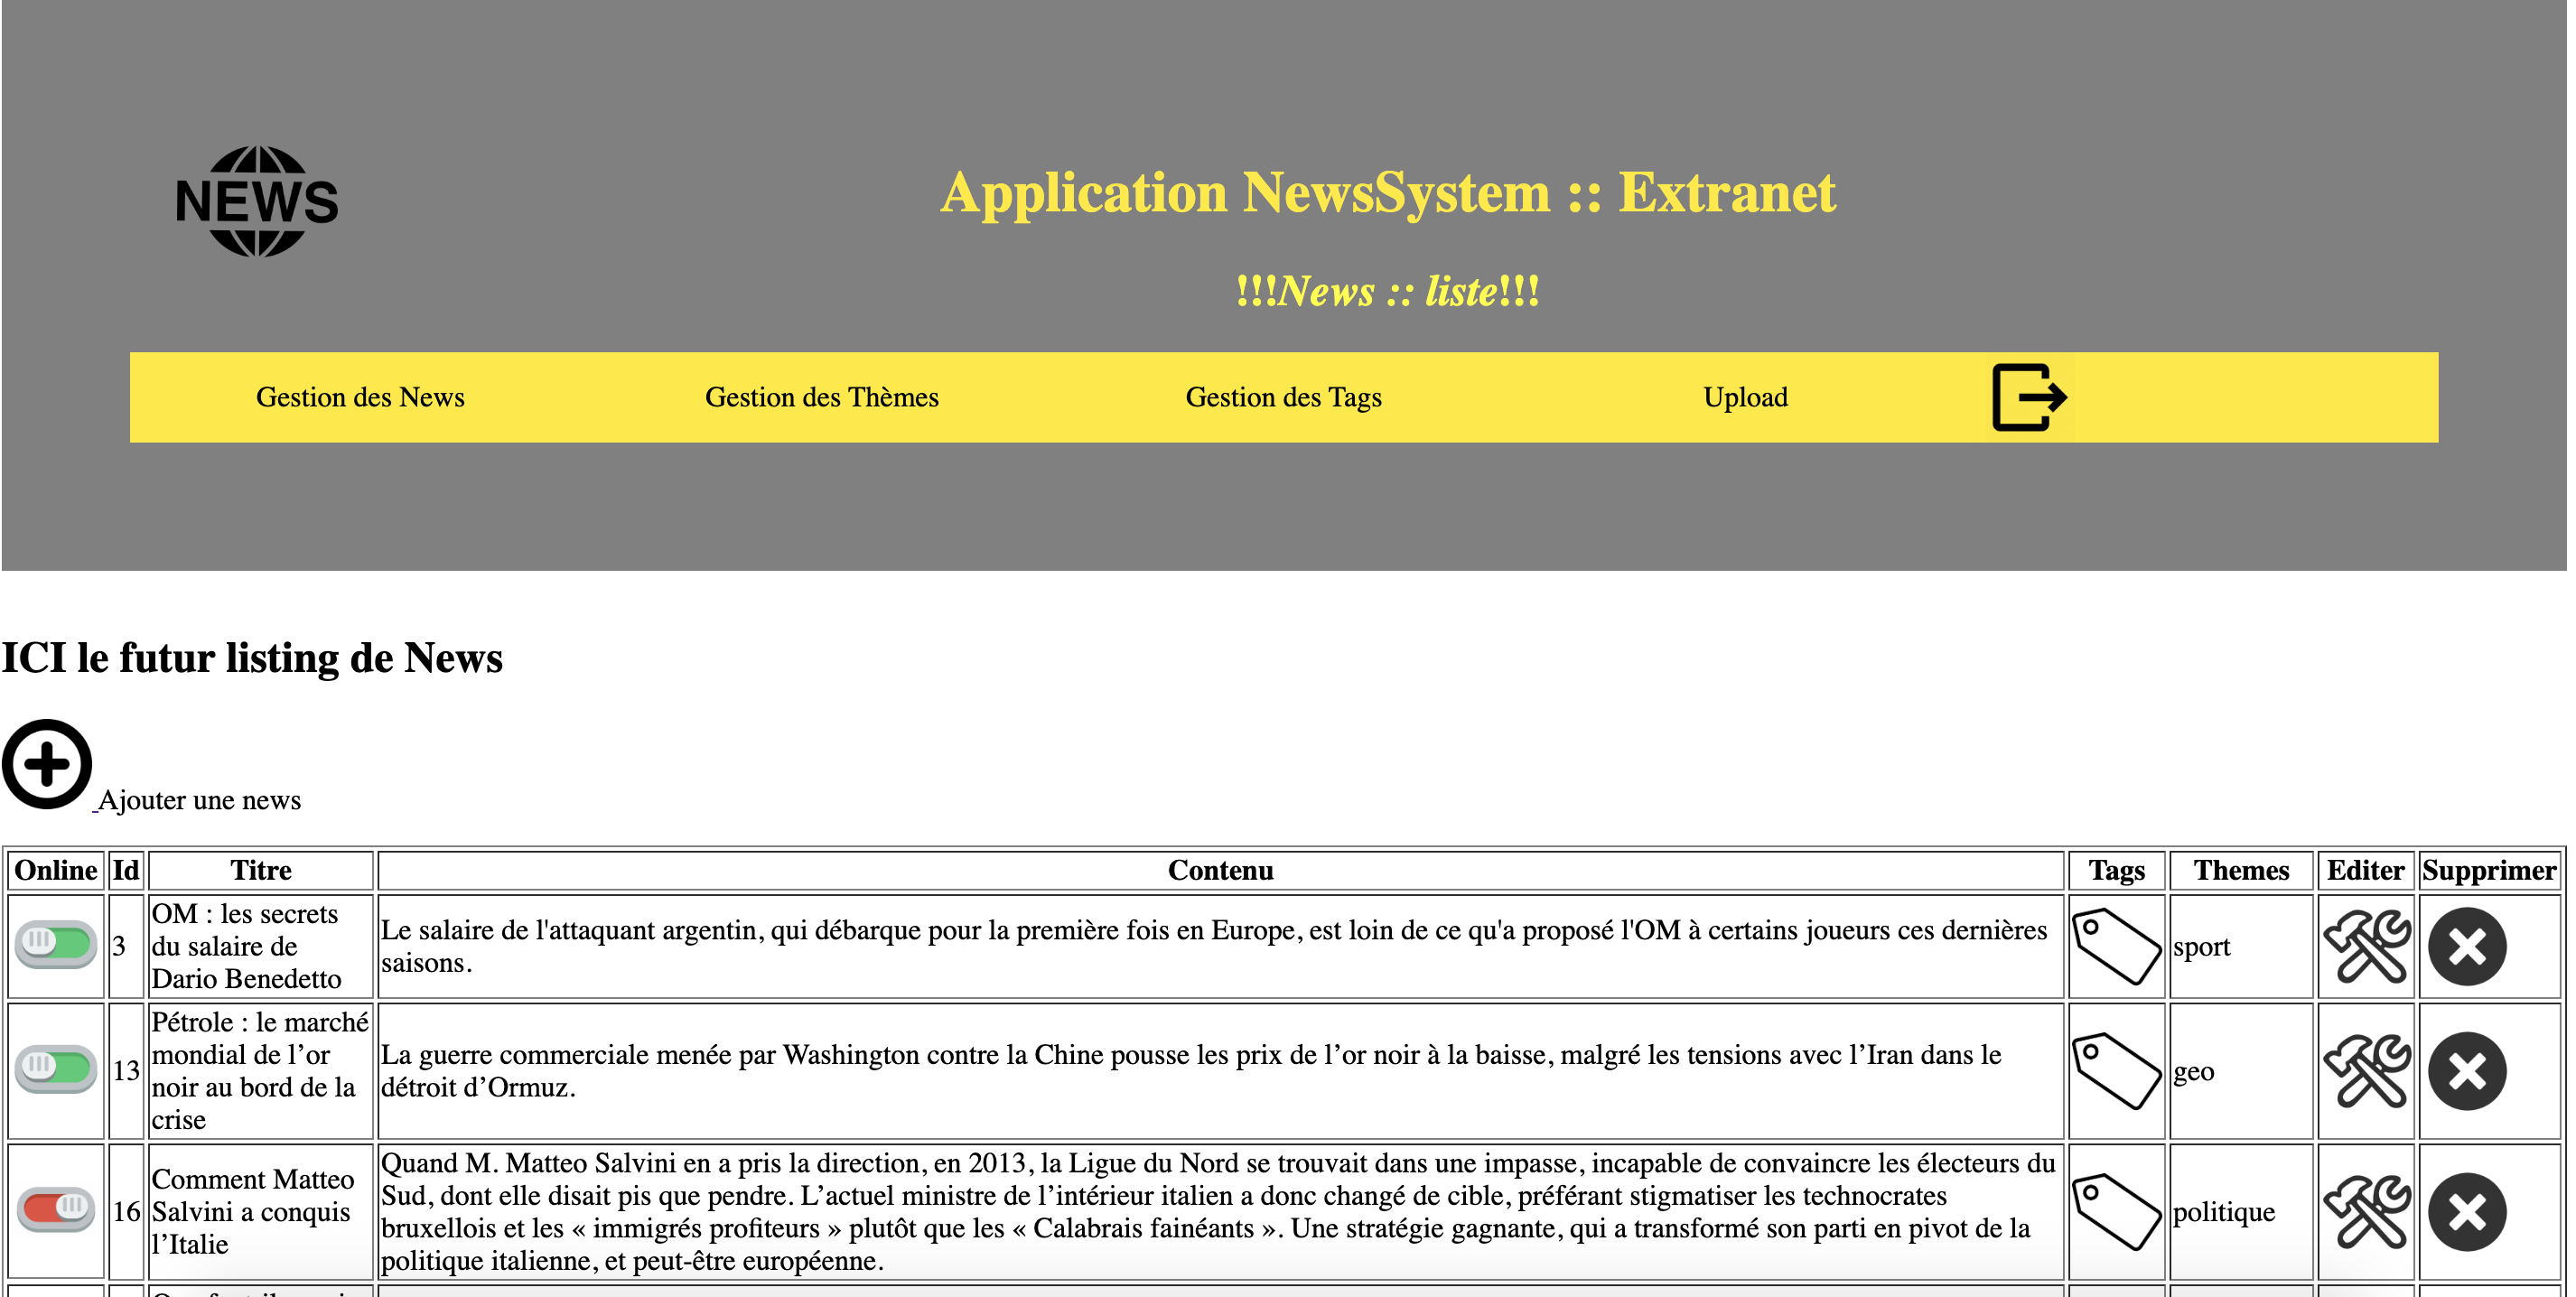 NEWS
Application NewsSystem :: Extranet
!!!News :: liste!!!
Gestion des News Gestion des Thèmes Gestion des Tags Upload
ICI le futur listing de News
Ajouter une news
Online Id Titre Contenu Tags Themes Editer Supprimer
3
OM : les secrets
du salaire de
Dario Benedetto
Le salaire de l'attaquant argentin, qui débarque pour la première fois en Europe, est loin de ce qu'a proposé l'OM à certains joueurs ces dernières
saisons.
sport
13
Pétrole : le marché
mondial de l’or
noir au bord de la
crise
La guerre commerciale menée par Washington contre la Chine pousse les prix de l’or noir à la baisse, malgré les tensions avec l’Iran dans le
détroit d’Ormuz.
geo
16
Comment Matteo
Salvini a conquis
l’Italie
Quand M. Matteo Salvini en a pris la direction, en 2013, la Ligue du Nord se trouvait dans une impasse, incapable de convaincre les électeurs du
Sud, dont elle disait pis que pendre. L’actuel ministre de l’intérieur italien a donc changé de cible, préférant stigmatiser les technocrates
bruxellois et les « immigrés profiteurs » plutôt que les « Calabrais fainéants ». Une stratégie gagnante, qui a transformé son parti en pivot de la
politique italienne, et peut-être européenne.
politique